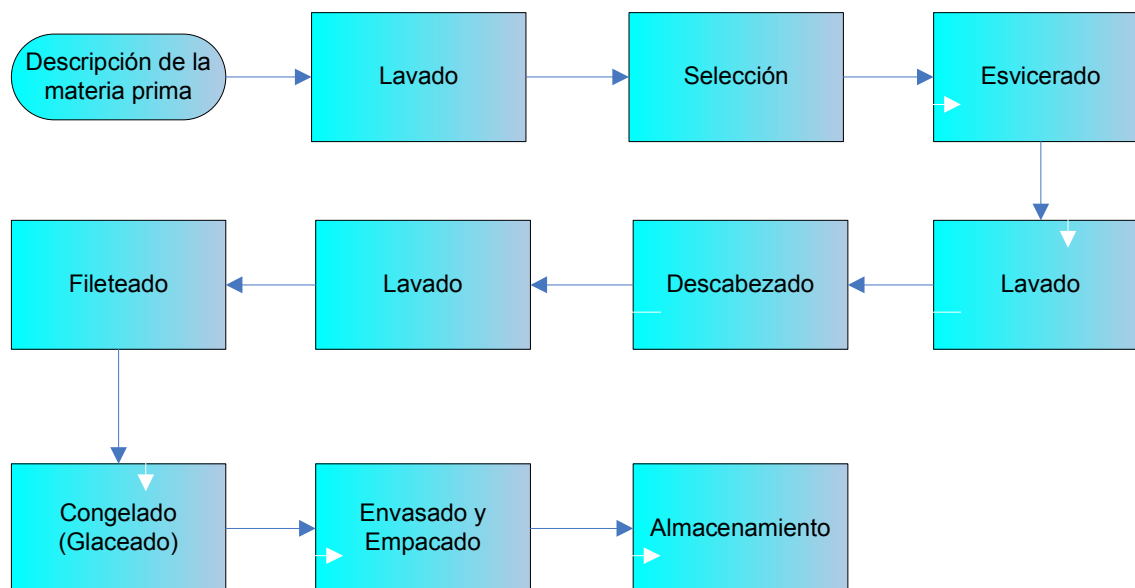 Descripción de la
materia prima
Lavado
Selección
Esvicerado
Lavado
Descabezado
Lavado
Fileteado
Congelado
(Glaceado)
Envasado y
Empacado
Almacenamiento